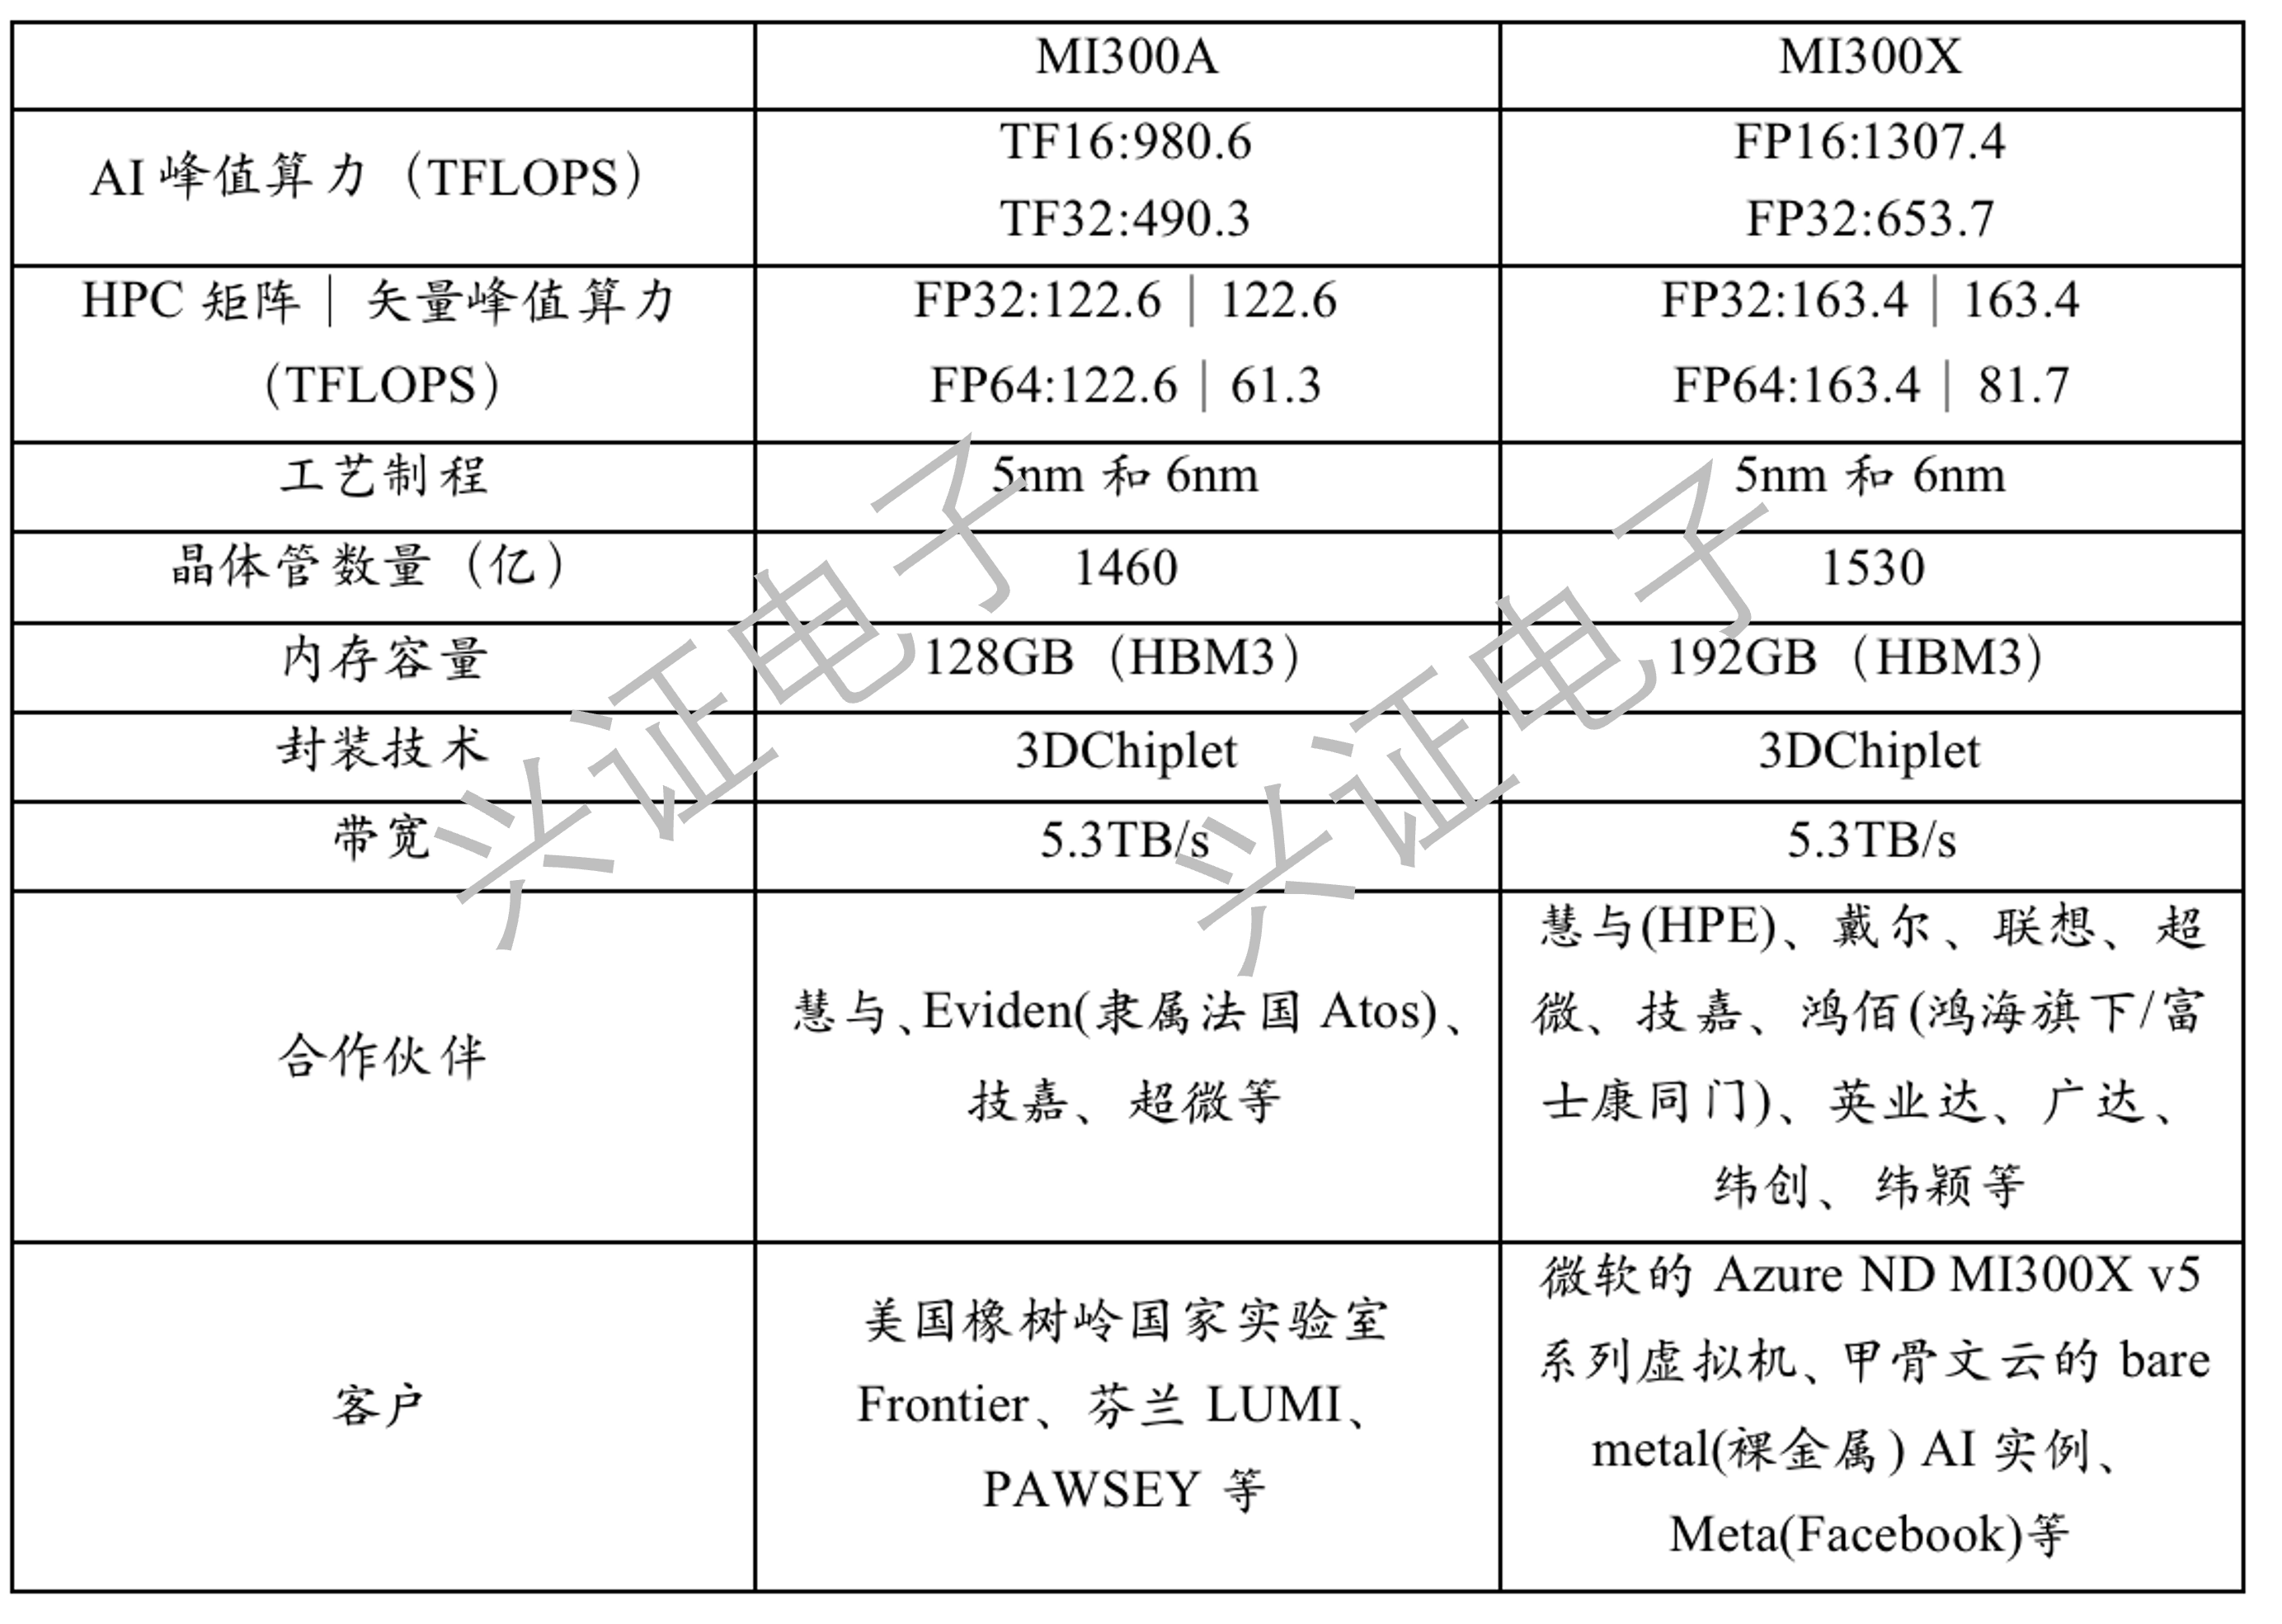 MI300A
MI300X
AI 峰值算力（TFLOPS）
TF16:980.6
TF32:490.3
FP16:1307.4
FP32:653.7
HPC 矩阵｜矢量峰值算力
（TFLOPS）
FP32:122.6｜122.6
FP64:122.6｜61.3
FP32:163.4｜163.4
FP64:163.4｜81.7
工艺制程
5nm 和 6nm
5nm 和 6nm
晶体管数量（亿）
1460
1530
内存容量
128GB（HBM3）
192GB（HBM3）
封装技术
3DChiplet
3DChiplet
带宽
5.3TB/s
5.3TB/s
合作伙伴
慧与、Eviden(隶属法国 Atos)、
技嘉、超微等
慧与(HPE)、戴尔、联想、超
微、技嘉、鸿佰(鸿海旗下/富
士康同门)、英业达、广达、
纬创、纬颖等
客户
美国橡树岭国家实验室
Frontier、芬兰 LUMI、
PAWSEY 等
微软的 Azure ND MI300X v5
系列虚拟机、甲骨文云的 bare
metal(裸金属) AI 实例、
Meta(Facebook)等
兴证电子
兴证电子